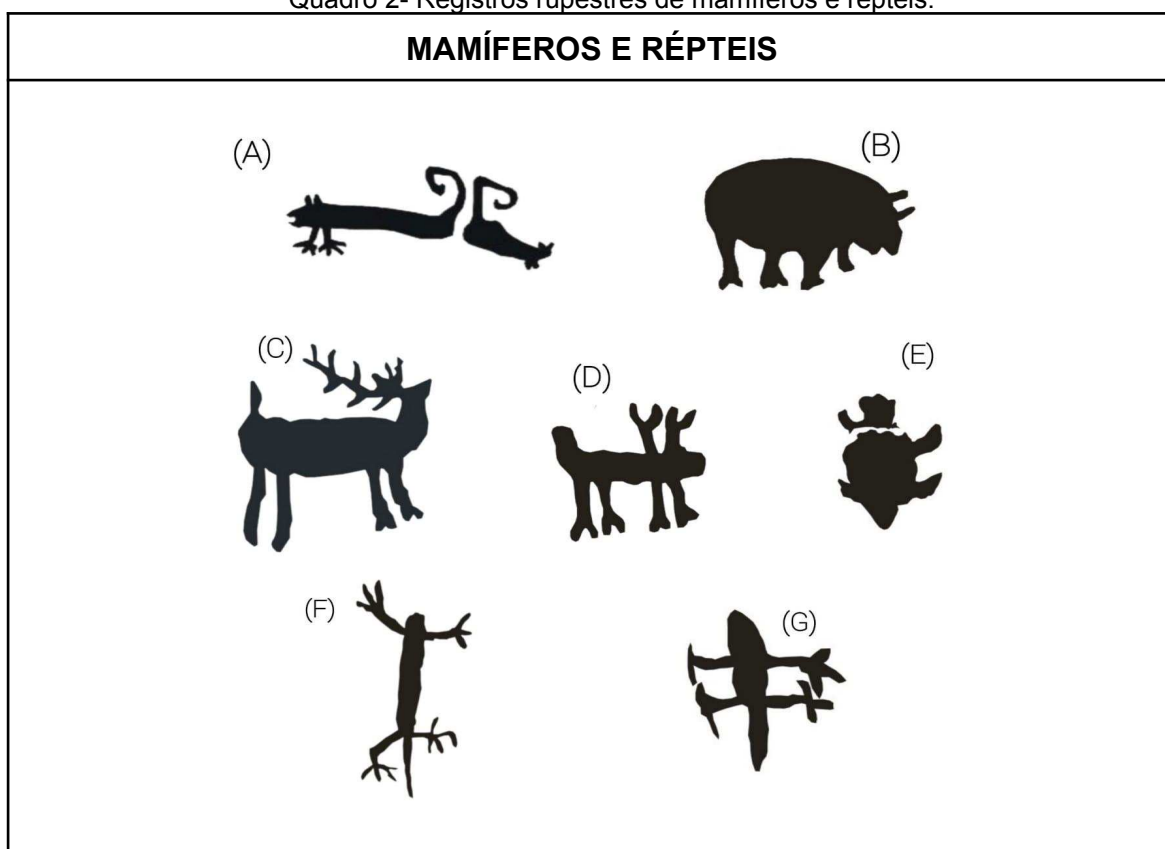 Quadro 2- Registros rupestres de mamíferos e répteis.
MAMÍFEROS E RÉPTEIS
(A)
(B)
(C)
(D)
(E)
(F)
(G)